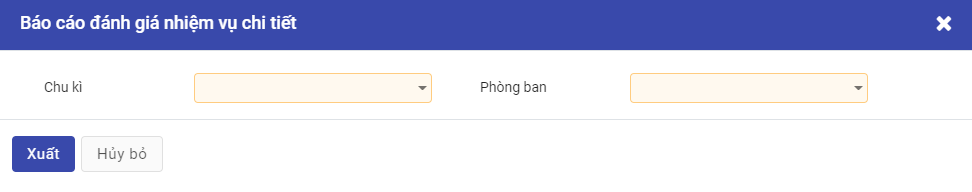 Báo cáo đánh giá nhiệm vụ chi tiết
Chu kì Phòng ban
Xuất Hủy bỏ